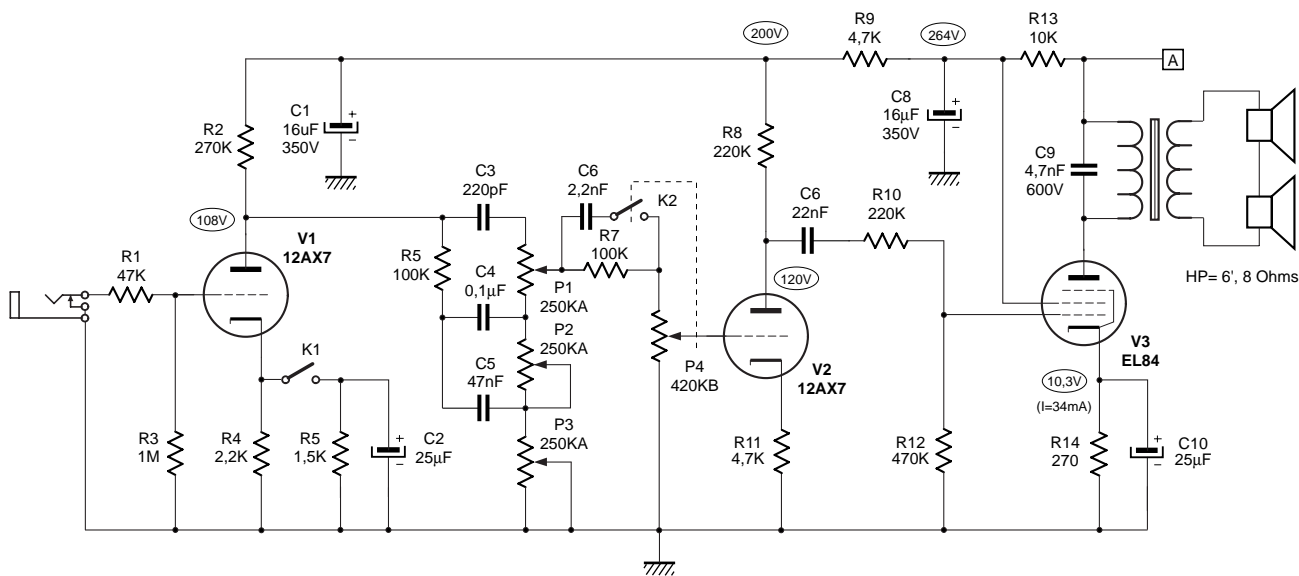 200V
R9
4,7K
264V
R13
10K
A
C1
16uF
350V
R2
270K
R8
220K
C8
16µF
350V
C9
4,7nF
600V
C3
220pF
C6
2,2nF
K2
C6
22nF
R10
220K
108V
V1
12AX7
R5
100K
R7
100K
R1
47K
C4
0,1µF
P1
250KA
120V
HP= 6', 8 Ohms
P2
250KA
K1
C5
47nF
P4
420KB
V2
12AX7
V3
EL84
10,3V
(I=34mA)
P3
250KA
R3
1M
R4
2,2K
R5
1,5K
+
–
C2
25µF
R11
4,7K
R12
470K
R14
270
C10
25µF
+
–
+
–
+
–